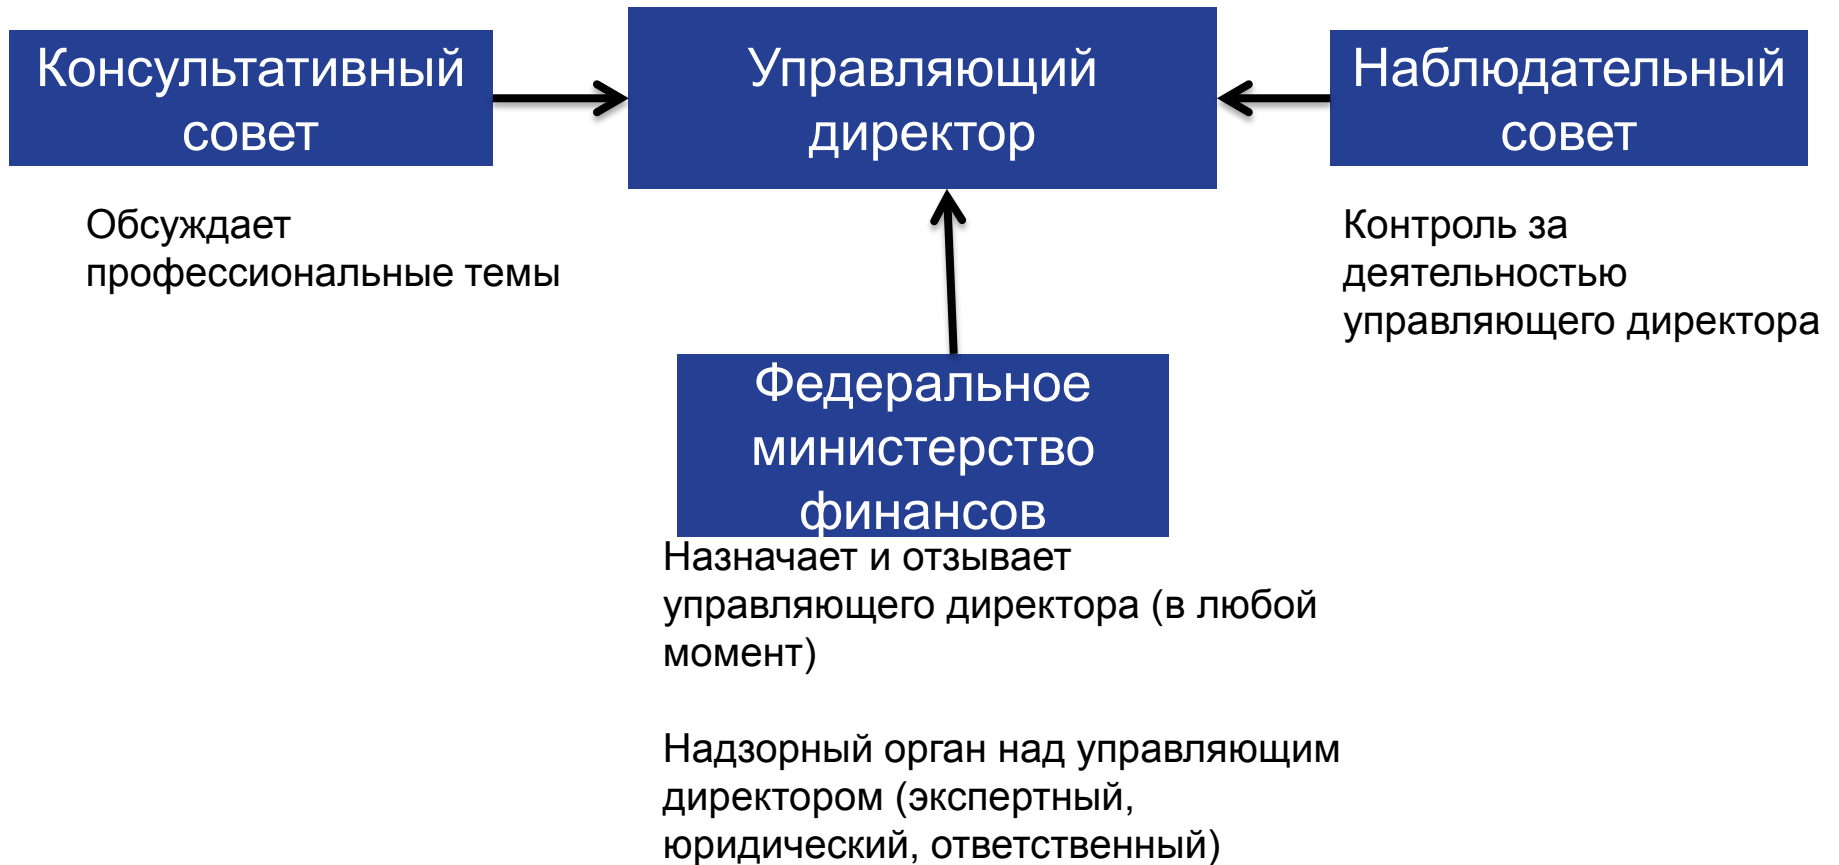 Консультативный
совет
Управляющий
директор
Наблюдательный
совет
Обсуждает
профессиональные темы
Контроль за
деятельностью
управляющего директора
Федеральное
министерство
финансов
Назначает и отзывает
управляющего директора (в любой
момент)
Надзорный орган над управляющим
директором (экспертный,
юридический, ответственный)